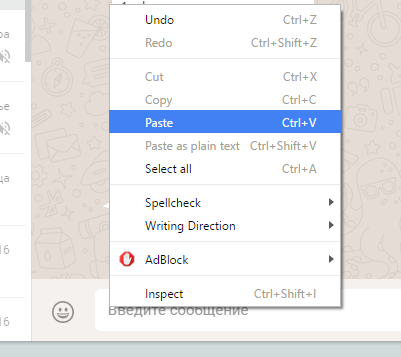 Undo Ctrl+Z
Redo Ctrl+Shift+Z
Cut Ctrl+X
Copy Ctrl+C
Paste Ctrl+V
Paste as plain text Ctrl+Shift+V
Select all Ctrl+A
Spellcheck
Writing Direction
AdBlock
Inspect Ctrl+Shift+I
ра
ье
ца
16
16
Введите сообщение